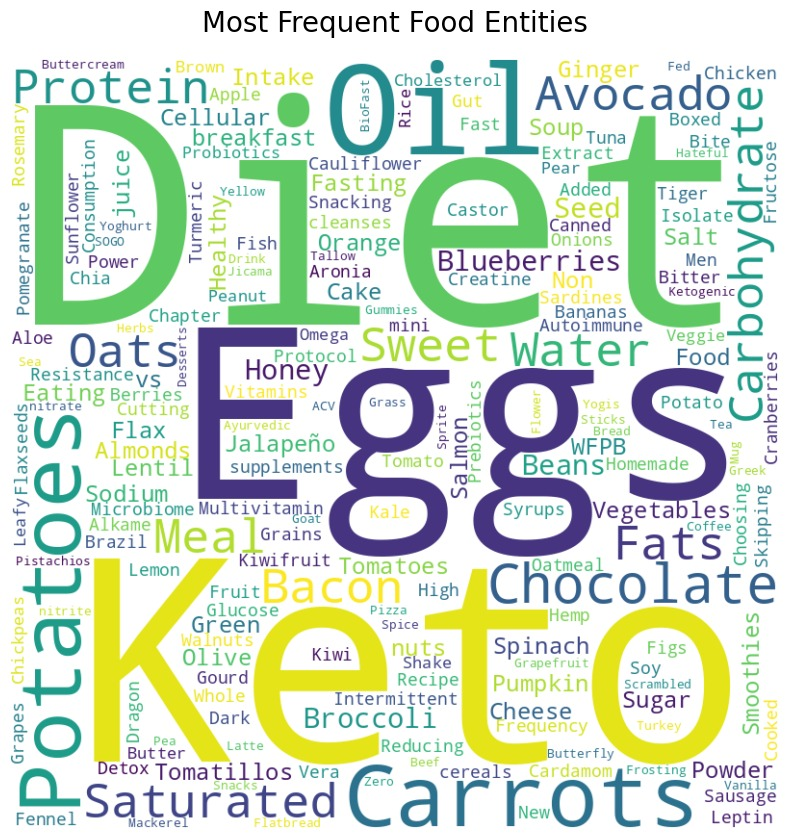 Most Frequent Food Entities
Buttercream
Brown
Protein
Intake
Apple
Cellular
breakfast
Probiotics
Rosemary
Oil
BioFast
Rice
Cholesterol
Gut
Fast
Ginger
Fed
Chicken
Avocado
Soup
Tuna
Boxed
Bite
Extract
Hateful
Pear
Carbohydrate
Fructose
Diet
Sunflower
Consumption
juice
Yoghurt
SOGO
Power
Chia
Pomegranate
Turmeric
Yellow
Healthy
Fish
Drink
Jicama
Peanut
Chapter
Cauliflower
Fasting
Snacking
cleanses
Orange
Tallow
Aronia
Cake
Gummies
mini
Castor
Blueberries
Creatine
Added
Seed
Canned
Onions
Non
Sardines
Bananas
Autoimmune
Tiger
Isolate
Salt
Men
Bitter
Ketogenic
Veggie
Aloe
Herbs
Oats
Sea
Resistance
vs
Desserts
Eating
Berries
Cutting
nitrate
Eggs
Omega
Protocol
Honey
Vitamins
ACV
Ayurvedic
Jalapeño
supplements
Sweet
Water
Grass
Sprite
Tomato
Kale
Salmon
Prebiotics
Flower
Yogis
Sticks
Bread
WFPB
Beans
Homemade
Syrups
Food
Potato
Tea
Mug
Greek
Cranberries
Leafy
Flaxseeds
Flax
Almonds
Lentil
Sodium
Microbiome
Alkame
Brazil
Multivitamin
Goat
Grains
Meal
Kiwifruit
Vegetables
Coffee
Choosing
Skipping
Fats
Potatoes
Pistachios
Chickpeas
nitrite
Lemon
Keto
Bacon
Tomatoes
High
Oatmeal
Chocolate
Fruit
Glucose
Green
Walnuts
Olive
Gourd
Whole
Dark
Dragon
Kiwi
Pizza
Spice
nuts
Shake
Recipe
Intermittent
Broccoli
Reducing
Beef
Hemp
Spinach
Grapefruit
Pumpkin
Cheese
Frequency
Butterfly
Figs
Soy
Scrambled
Sugar
Turkey
Smoothies
Cooked
Grapes
Pea
Butter
Latte
Detox
Tomatillos
Snacks
Vera
Zero
cereals
Cardamom
Frosting
Powder
Vanilla
Sausage
Leptin
New
Fennel
Saturated
Mackerel
Flatbread
Carrots